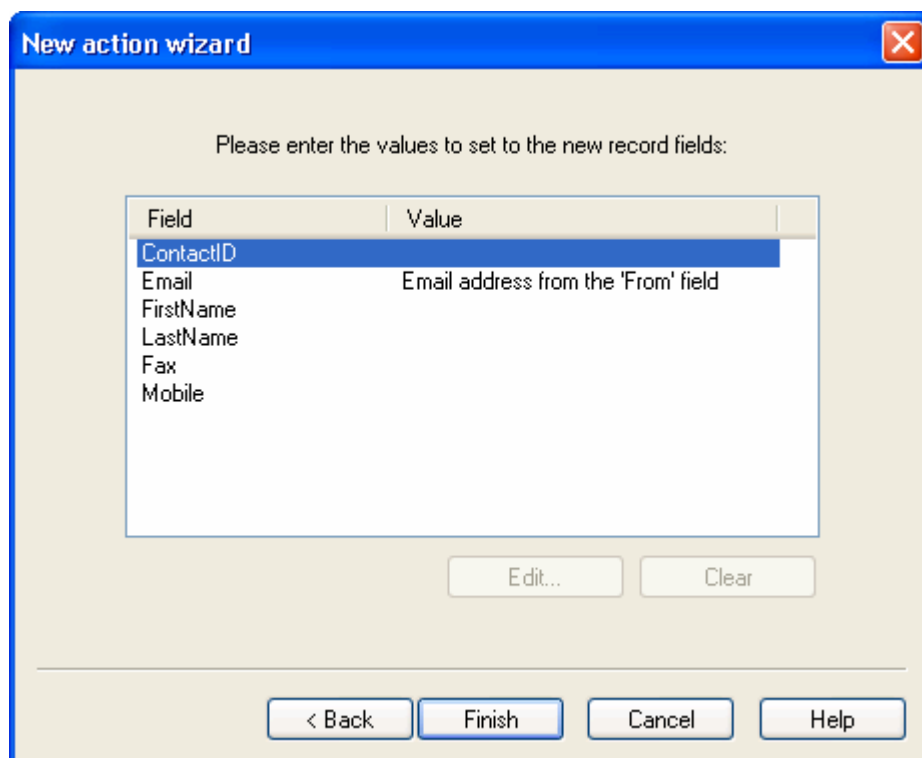 New action wizard
Please enter the values to set to the new record fields:
Field Value
ContactID
Email Email address from the 'From' field
FirstName
LastName
Fax
Mobile
Edit... Clear
< Back Finish Cancel Help